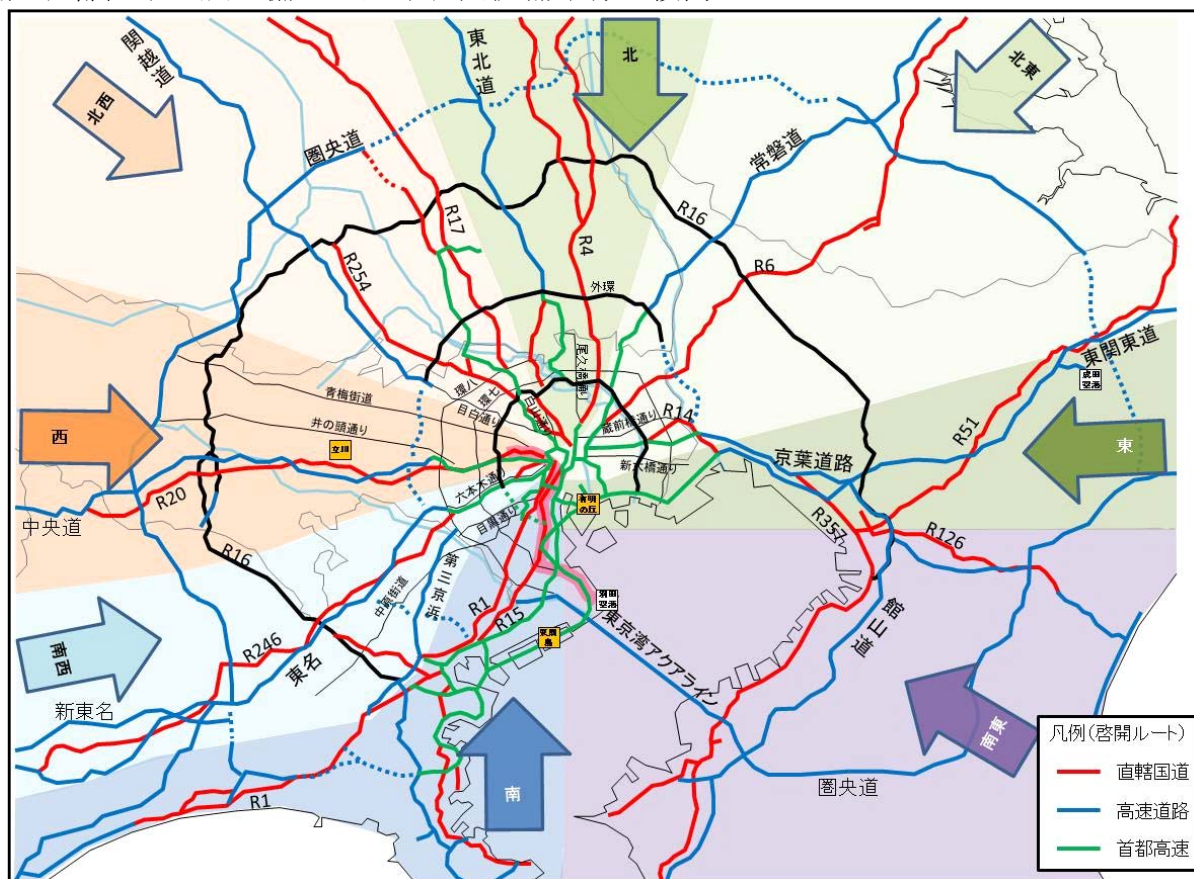 関越道
東北道
北
北東
北西
圏央道
常磐道
R17
R4
R16
R254
R6
外環
尾久橋通り
東関東道
成田
空港
環八
環七
白山通り
青梅街道
目白通り
蔵前橋通り
R14
R51
井の頭通り
西
立川
新大橋通り
京葉道路
東
R20
六本木通り
有明
の丘
中央道
目黒通り
R357
R126
R16
第三京浜
中原街道
R1
羽田
空港
R15
東扇
島
東京湾アクアライン
館山道
南西
R246
東名
新東名
南東
南
圏央道
R1
凡例(啓開ルート)
直轄国道
高速道路
首都高速